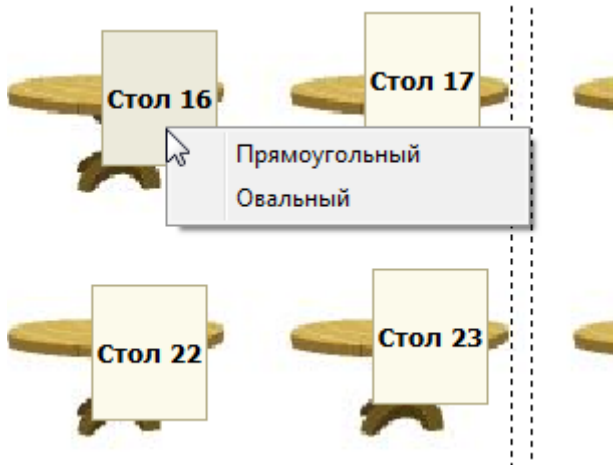 Стол 16
Стол 17
Прямоугольный
Овальный
Стол 22
Стол 23